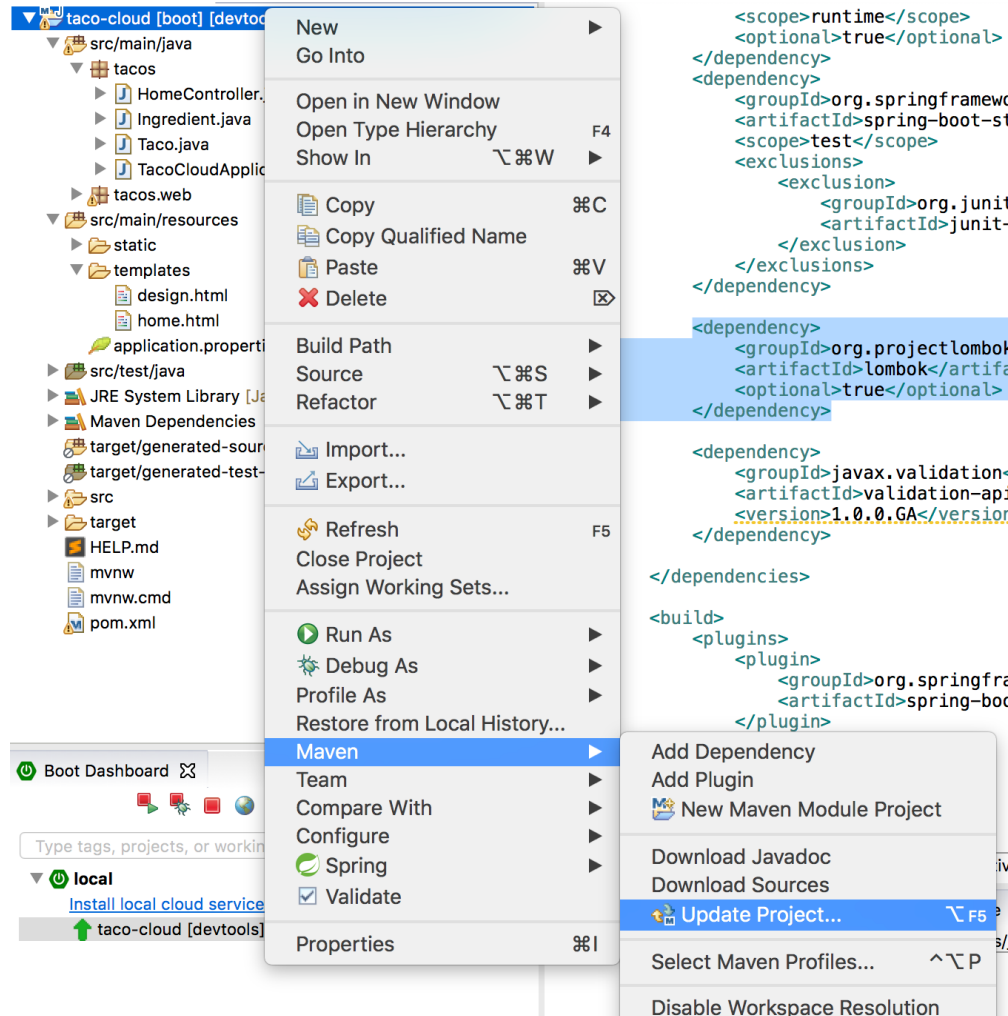 taco-cloud [boot] [devtoo
src/main/java
tacos
HomeController.
Ingredient.java
Taco.java
TacoCloudApplic
tacos.web
src/main/resources
static
templates
design.html
home.html
application.properti
src/test/java
JRE System Library [Ja
Maven Dependencies
target/generated-sour
target/generated-test-
src
target
HELP.md
mvnw
mvnw.cmd
pom.xml
Boot Dashboard
Type tags, projects, or workin
local
Install local cloud service
taco-cloud [devtools]
New
Go Into
Open in New Window
Open Type Hierarchy F4
Show In ⌥⌘W
Copy ⌘C
Copy Qualified Name
Paste ⌘V
Delete ⌦
Build Path
Source ⌥⌘S
Refactor ⌥⌘T
Import...
Export...
Refresh F5
Close Project
Assign Working Sets...
Run As
Debug As
Profile As
Restore from Local History...
Maven
Team
Compare With
Configure
Spring
Validate
Properties ⌘I
Add Dependency
Add Plugin
New Maven Module Project
Download Javadoc
Download Sources
Update Project... ⌥F5
Select Maven Profiles... ^⌥P
Disable Workspace Resolution
<scope>runtime</scope>
<optional>true</optional>
</dependency>
<dependency>
<groupId>org.springframewo
<artifactId>spring-boot-st
<scope>test</scope>
<exclusions>
<exclusion>
<groupId>org.junit
<artifactId>junit-
</exclusion>
</exclusions>
</dependency>
<dependency>
<groupId>org.projectlombok
<artifactId>lombok</artifa
<optional>true</optional>
</dependency>
<dependency>
<groupId>javax.validation<
<artifactId>validation-api
<version>1.0.0.GA</version
</dependency>
</dependencies>
<build>
<plugins>
<plugin>
<groupId>org.springfra
<artifactId>spring-boo
</plugin>